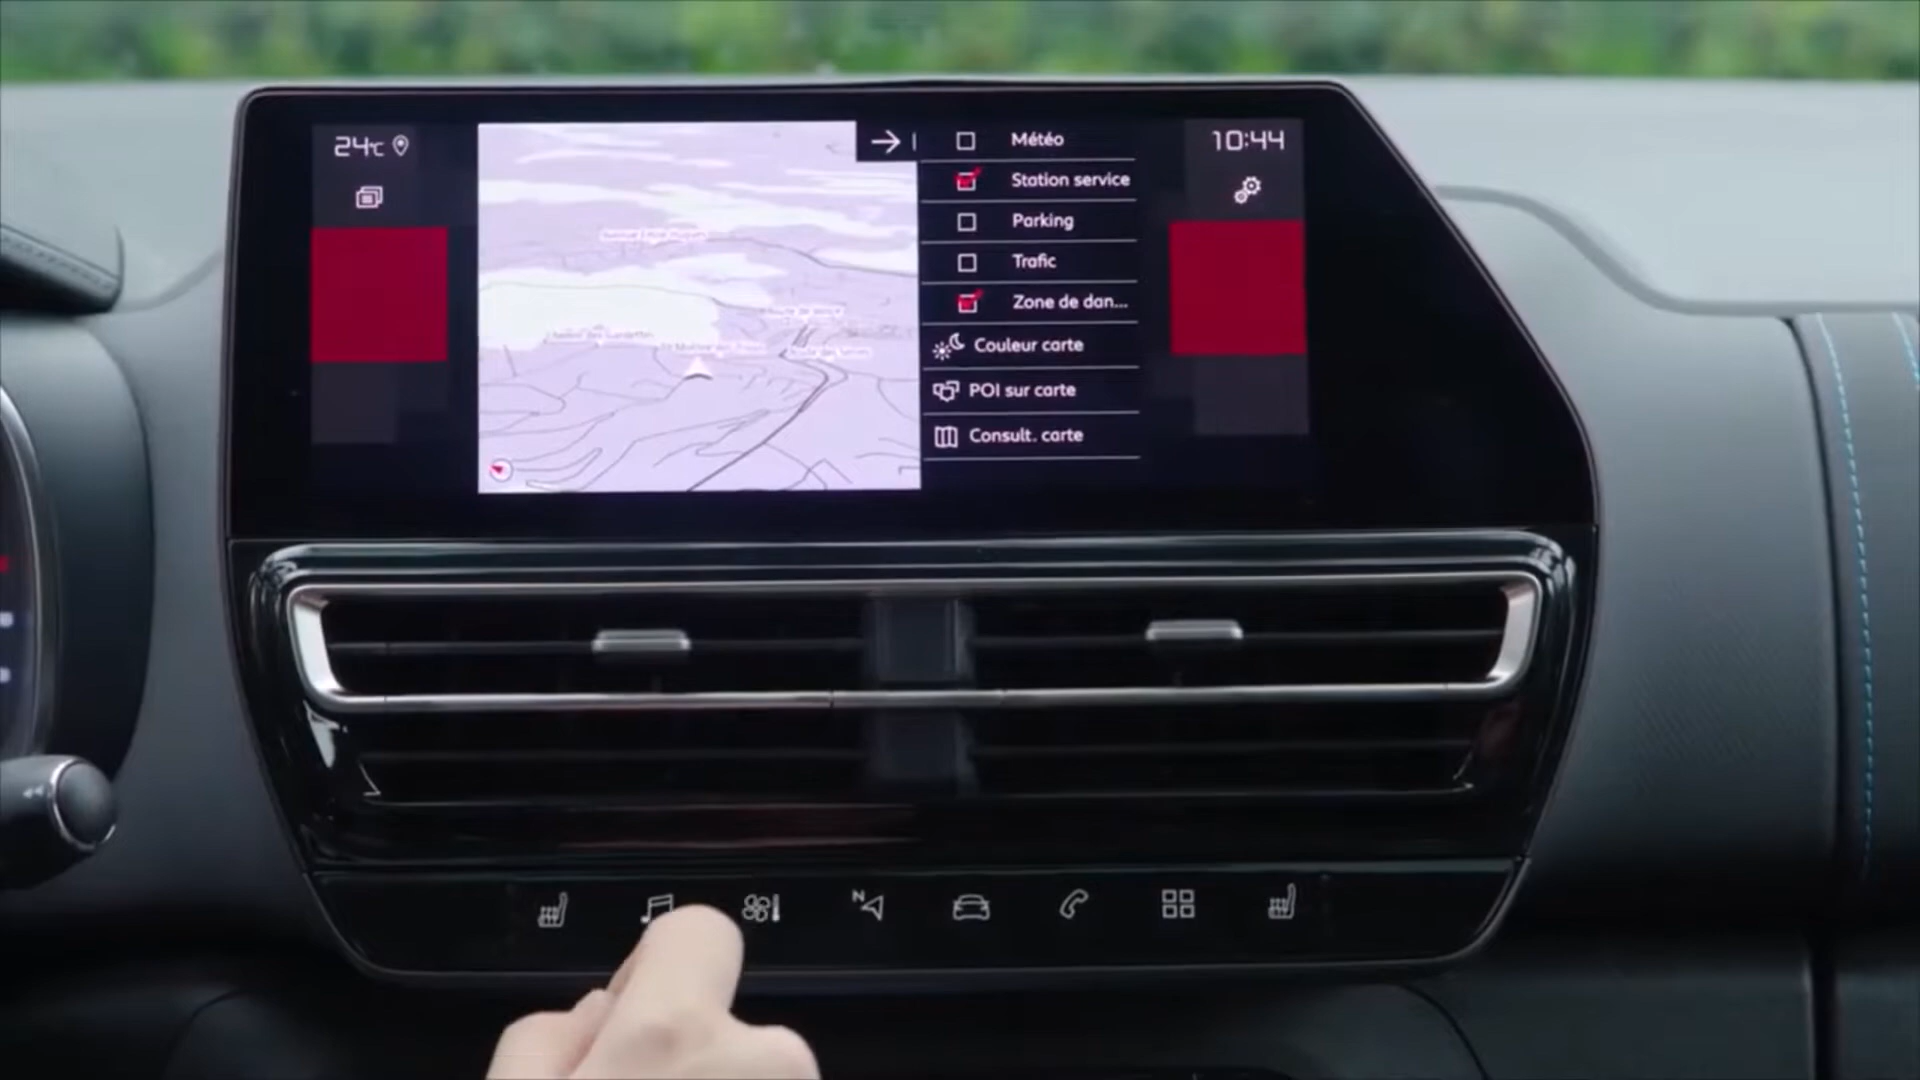 24°C
10:44
Météo
Station service
Parking
Trafic
Zone de dan...
Couleur carte
POI sur carte
Consult. carte
N